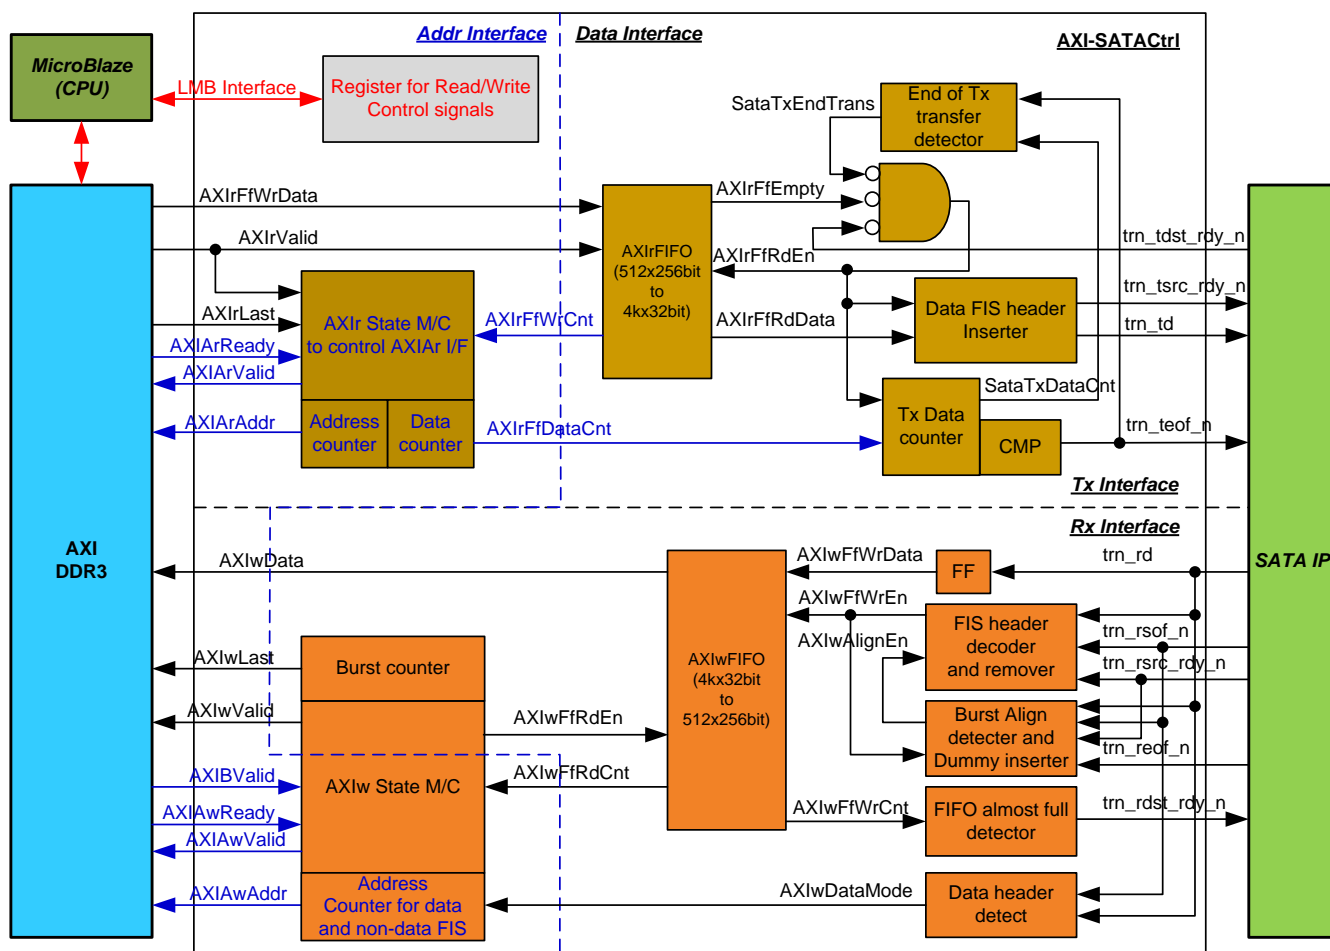 Addr Interface
Data Interface
AXI-SATACtrl
MicroBlaze
(CPU)
LMB Interface
Register for Read/Write
Control signals
SataTxEndTrans
End of Tx
transfer
detector
AXIrFfWrData
AXIrValid
AXIrFIFO
(512x256bit
to
4kx32bit)
AXIrFfEmpty
AXIrFfRdEn
AXIrFfRdData
trn_tdst_rdy_n
trn_tsrc_rdy_n
trn_td
Data FIS header
Inserter
AXIrLast
AXIArReady
AXIArValid
AXIArAddr
AXIr State M/C
to control AXIAr I/F
AXIrFfWrCnt
Address
counter
Data
counter
AXIrFfDataCnt
SataTxDataCnt
Tx Data
counter
CMP
trn_teof_n
Tx Interface
AXI
DDR3
SATA IP
Rx Interface
AXIwData
AXIwFfWrData
FF
trn_rd
AXIwFfWrEn
AXIwAlignEn
FIS header
decoder
and remover
trn_rsof_n
trn_rsrc_rdy_n
AXIwFIFO
(4kx32bit
to
512x256bit)
AXIwLast
Burst counter
AXIwValid
AXIwFfRdEn
Burst Align
detecter and
Dummy inserter
trn_reof_n
AXIBValid
AXIw State M/C
AXIwFfRdCnt
AXIAwReady
AXIAwValid
AXIwFfWrCnt
FIFO almost full
detector
trn_rdst_rdy_n
AXIAwAddr
Address
Counter for data
and non-data FIS
AXIwDataMode
Data header
detect